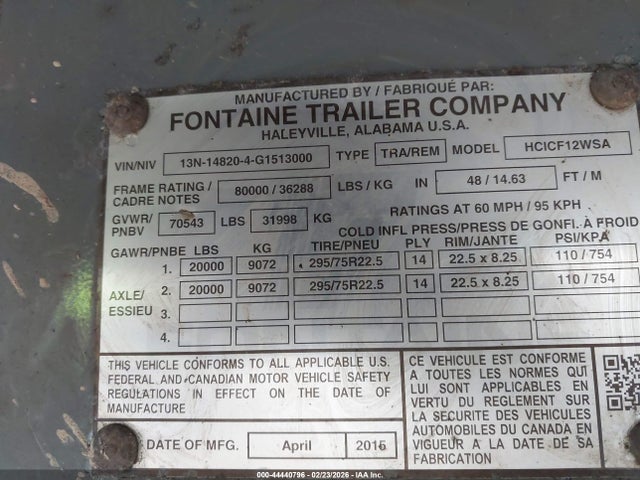 MANUFACTURED BY / FABRIQUÉ PAR:
FONTAINE TRAILER COMPANY
HALEYVILLE, ALABAMA U.S.A.
VIN/NIV 13N-14820-4-G1513000 TYPE TRA/REM MODEL HCICF12WSA
FRAME RATING / CADRE NOTES 80000 / 36288 LBS / KG IN 48 / 14.63 FT / M
GVWR/ PNBV 70543 LBS 31998 KG RATINGS AT 60 MPH / 95 KPH
COLD INFL PRESS/PRESS DE GONFL. À FROID
GAWR/PNBE LBS KG TIRE/PNEU PLY RIM/JANTE PSI/KPA
1. 20000 9072 295/75R22.5 14 22.5 x 8.25 110 / 754
AXLE/ ESSIEU
2. 20000 9072 295/75R22.5 14 22.5 x 8.25 110 / 754
3.
4.
THIS VEHICLE CONFORMS TO ALL APPLICABLE U.S.
FEDERAL AND CANADIAN MOTOR VEHICLE SAFETY
REGULATIONS IN EFFECT ON THE DATE OF
MANUFACTURE
CE VEHICULE EST CONFORME À
TOUTES LES NORMES QUI
LUI SONT APPLICABLES EN
VERTU DU REGLEMENT SUR
LA SECURITE DES VEHICULES
AUTOMOBILES DU CANADA EN
VIGUEUR A LA DATE DE SA
FABRICATION
DATE OF MFG. April 2015
000-44440796 - 02/23/2026 - IAA Inc.